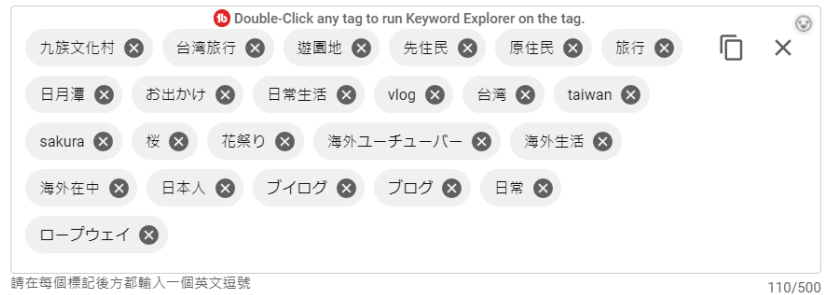 Double-Click any tag to run Keyword Explorer on the tag.
九族文化村 台湾旅行 遊園地 先住民 原住民 旅行
日月潭 お出かけ 日常生活 vlog 台湾 taiwan
sakura 桜 花祭り 海外ユーチューバー 海外生活
海外在中 日本人 ブイログ ブログ 日常
ロープウェイ
請在每個標記後方都輸入一個英文逗號 110/500